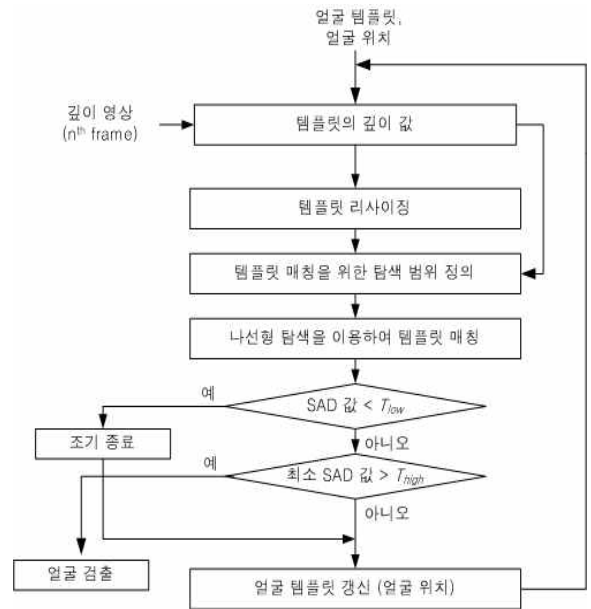 얼굴 템플릿,
얼굴 위치
깊이 영상
(nth frame)
템플릿의 깊이 값
템플릿 리사이징
템플릿 매칭을 위한 탐색 범위 정의
나선형 탐색을 이용하여 템플릿 매칭
예
SAD 값 < Tlow
조기 종료
아니오
예
최소 SAD 값 > Thigh
아니오
얼굴 검출
얼굴 템플릿 갱신 (얼굴 위치)